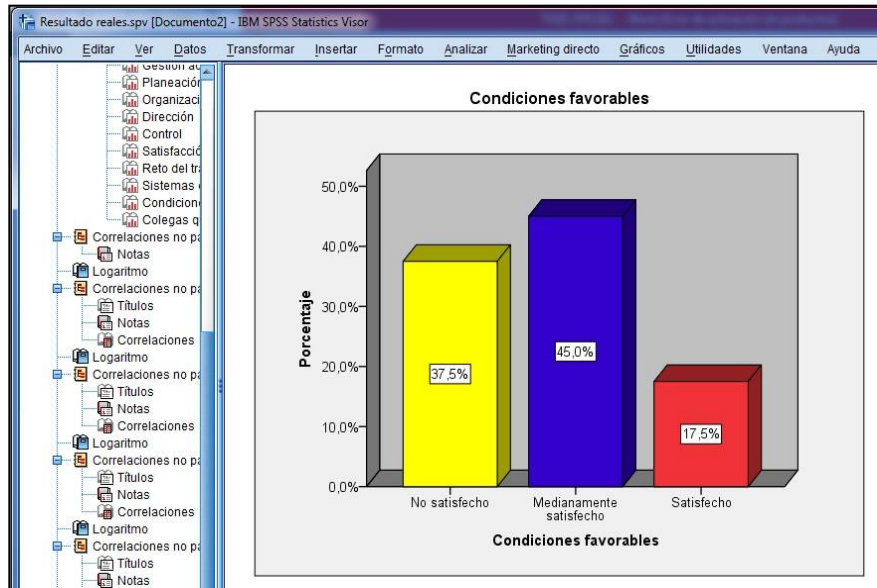 Resultado reales.spv [Documento2] - IBM SPSS Statistics Visor
Archivo Editar Ver Datos Transformar Insertar Formato Analizar Marketing directo Gráficos Utilidades Ventana Ayuda
Planeación
Organizaci
Dirección
Control
Satisfacció
Reto del tra
Sistemas
Condicione
Colegas q
Correlaciones no pa
Notas
Logaritmo
Correlaciones no pa
Títulos
Notas
Correlaciones
Logaritmo
Correlaciones no pa
Títulos
Notas
Correlaciones
Logaritmo
Correlaciones no pa
Títulos
Notas
Correlaciones
Logaritmo
Correlaciones no pa
Títulos
Notas
Condiciones favorables
Porcentaje
50,0%
40,0%
30,0%
20,0%
10,0%
0,0%
37,5%
45,0%
17,5%
No satisfecho
Medianamente
satisfecho
Satisfecho
Condiciones favorables